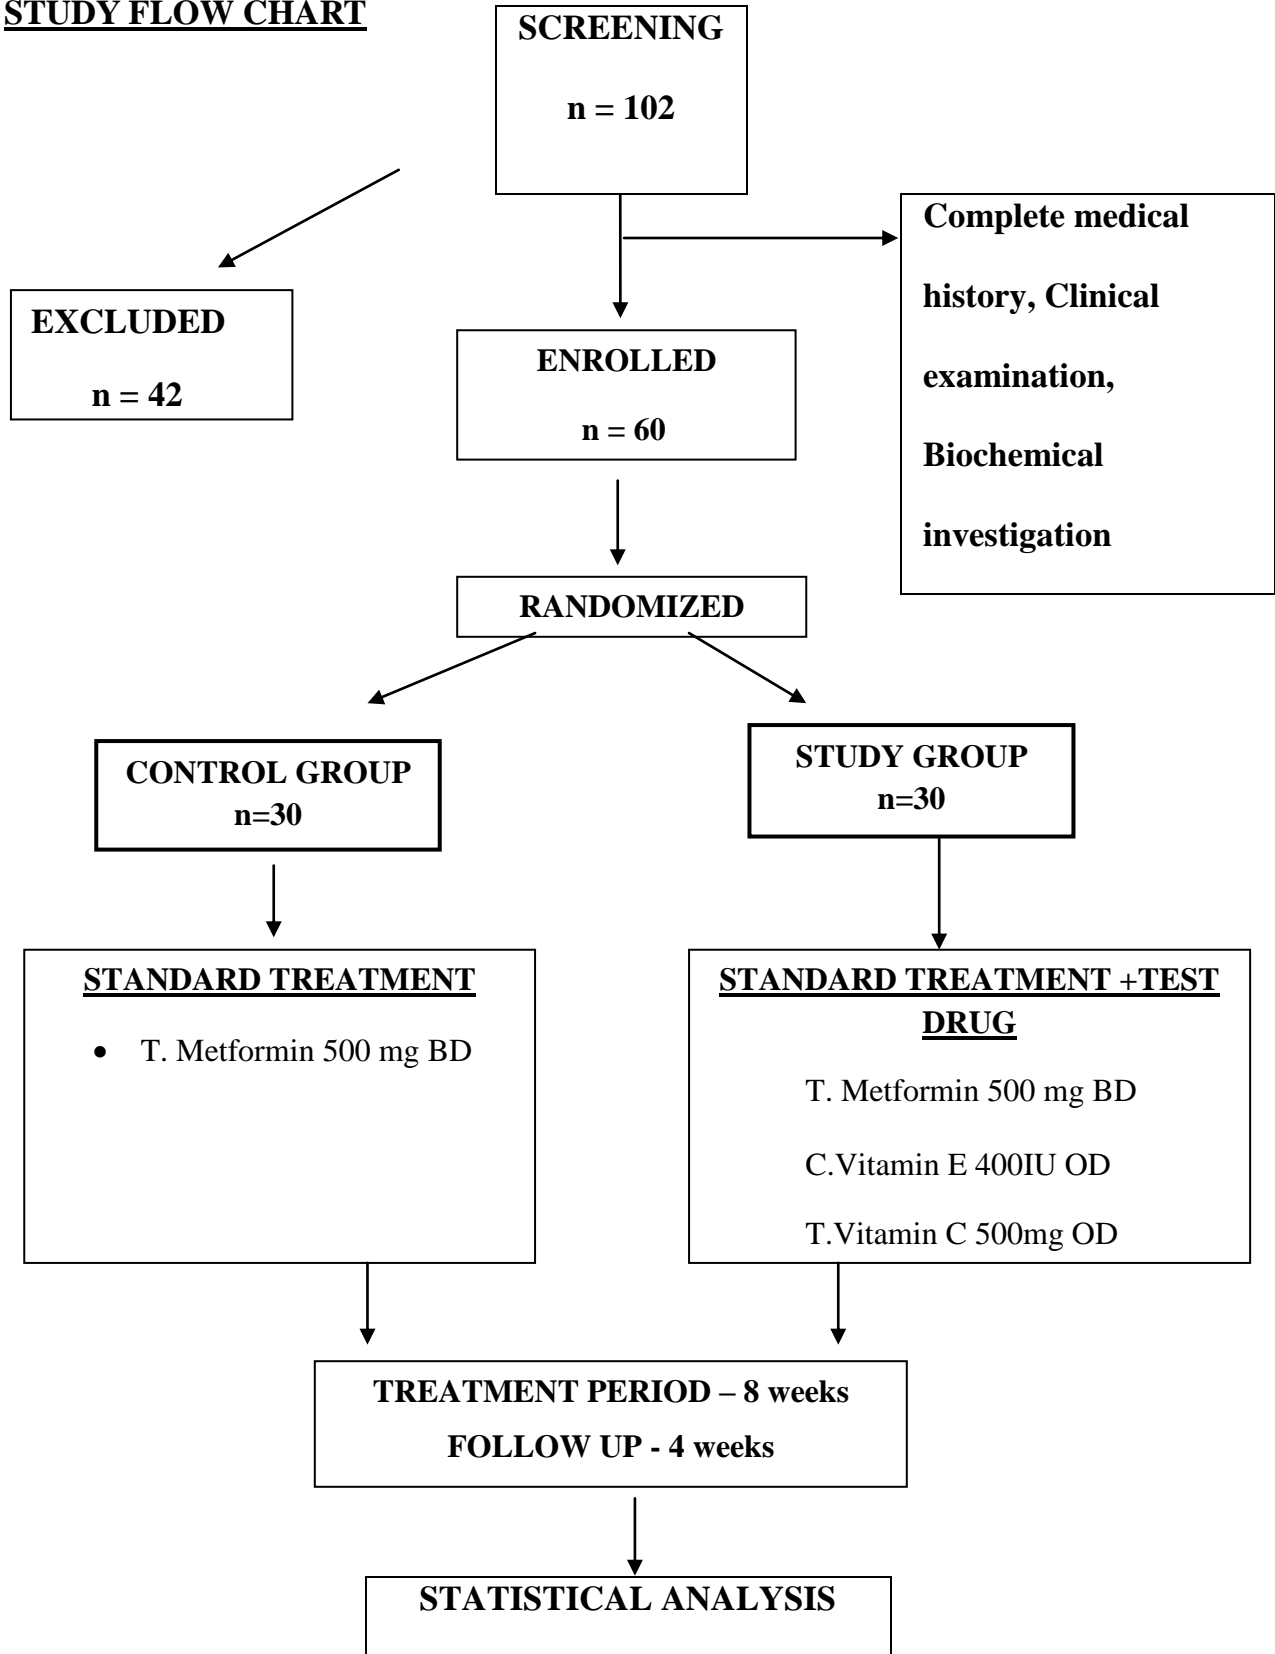 STUDY FLOW CHART
SCREENING
n = 102
Complete medical
history, Clinical
examination,
Biochemical
investigation
EXCLUDED
n = 42
ENROLLED
n = 60
RANDOMIZED
CONTROL GROUP
n=30
STUDY GROUP
n=30
STANDARD TREATMENT
• T. Metformin 500 mg BD
STANDARD TREATMENT +TEST
DRUG
T. Metformin 500 mg BD
C.Vitamin E 400IU OD
T.Vitamin C 500mg OD
TREATMENT PERIOD – 8 weeks
FOLLOW UP - 4 weeks
STATISTICAL ANALYSIS